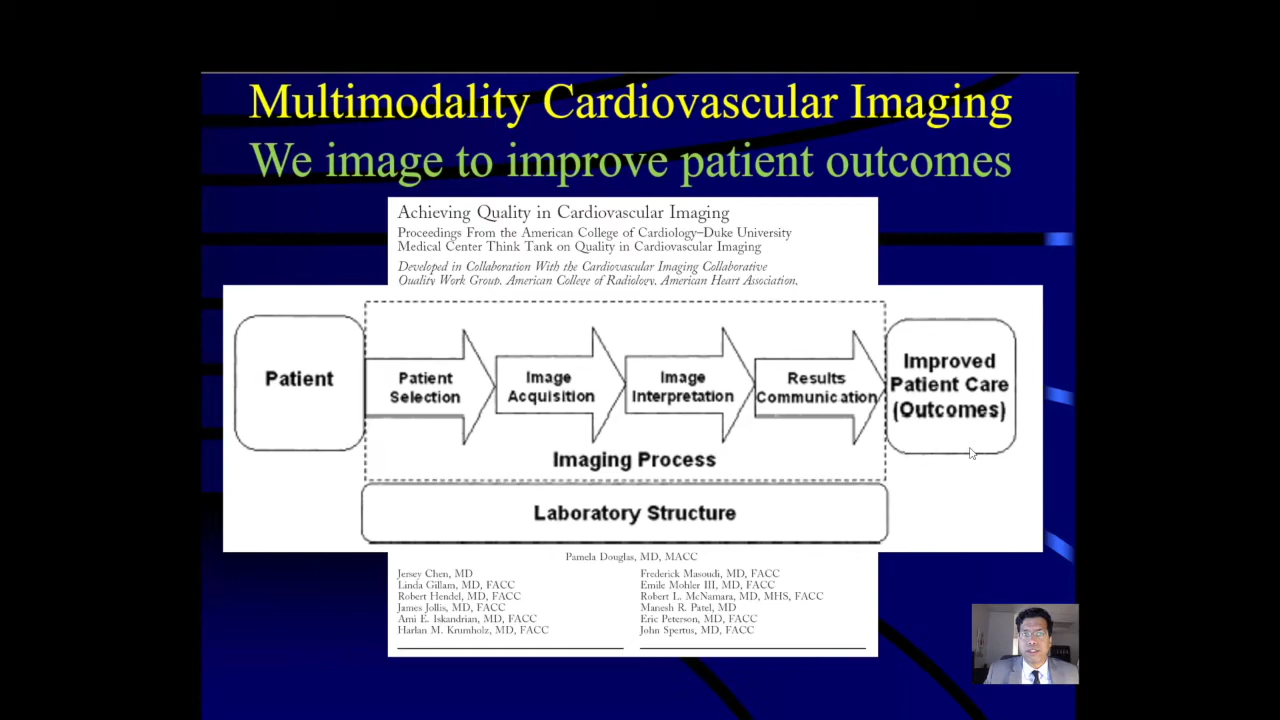 Multimodality Cardiovascular Imaging
We image to improve patient outcomes
Achieving Quality in Cardiovascular Imaging
Proceedings From the American College of Cardiology–Duke University
Medical Center Think Tank on Quality in Cardiovascular Imaging
Developed in Collaboration With the Cardiovascular Imaging Collaborative
Quality Work Group, American College of Radiology, American Heart Association,
Patient
Patient
Selection
Image
Acquisition
Image
Interpretation
Results
Communication
Improved
Patient Care
(Outcomes)
Imaging Process
Laboratory Structure
Pamela Douglas, MD, MACC
Jersey Chen, MD
Linda Gillam, MD, FACC
Robert Hendel, MD, FACC
James Jollis, MD, FACC
Ami E. Iskandrian, MD, FACC
Harlan M. Krumholz, MD, FACC
Frederick Masoudi, MD, FACC
Emile Mohler III, MD, FACC
Robert L. McNamara, MD, MHS, FACC
Manesh R. Patel, MD
Eric Peterson, MD, FACC
John Spertus, MD, FACC